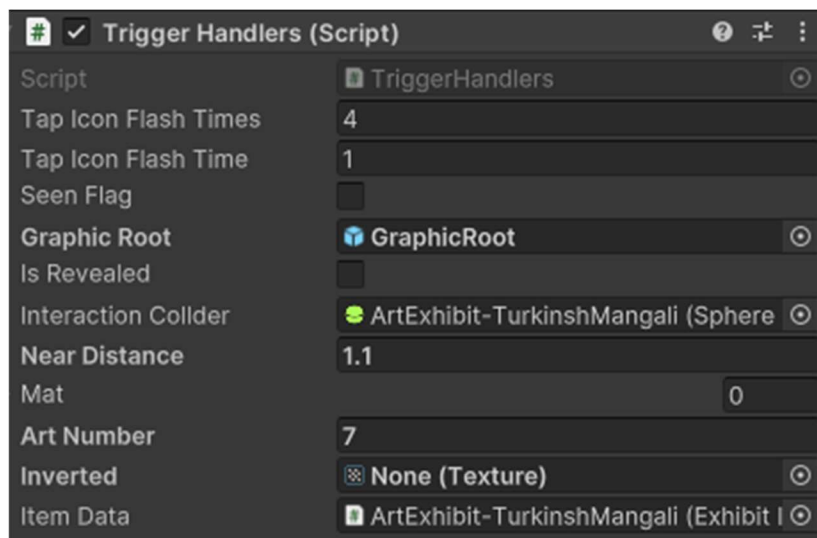 # Trigger Handlers (Script)
Script # TriggerHandlers
Tap Icon Flash Times 4
Tap Icon Flash Time 1
Seen Flag
Graphic Root GraphicRoot
Is Revealed
Interaction Collder ArtExhibit-TurkinshMangali (Sphere
Near Distance 1.1
Mat 0
Art Number 7
Inverted None (Texture)
Item Data # ArtExhibit-TurkinshMangali (Exhibit I